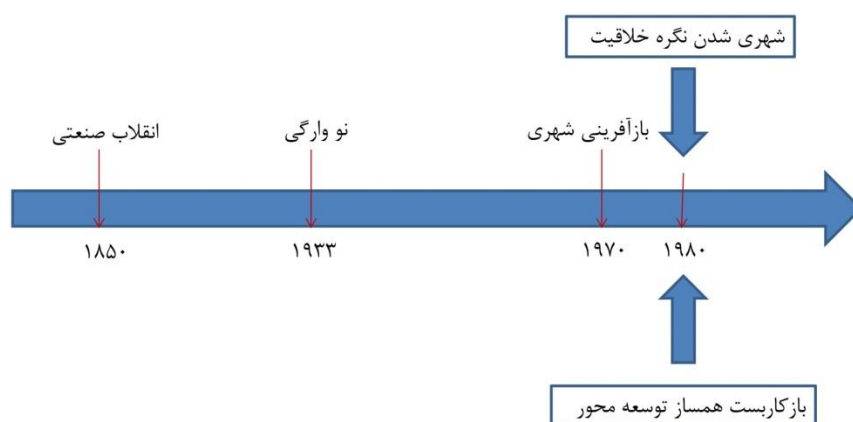 شهری شدن نگره خلاقیت
انقلاب صنعتی
نو وارگی
بازآفرینی شهری
۱۸۵۰
۱۹۳۳
۱۹۷۰
۱۹۸۰
بازکاربست همساز توسعه محور